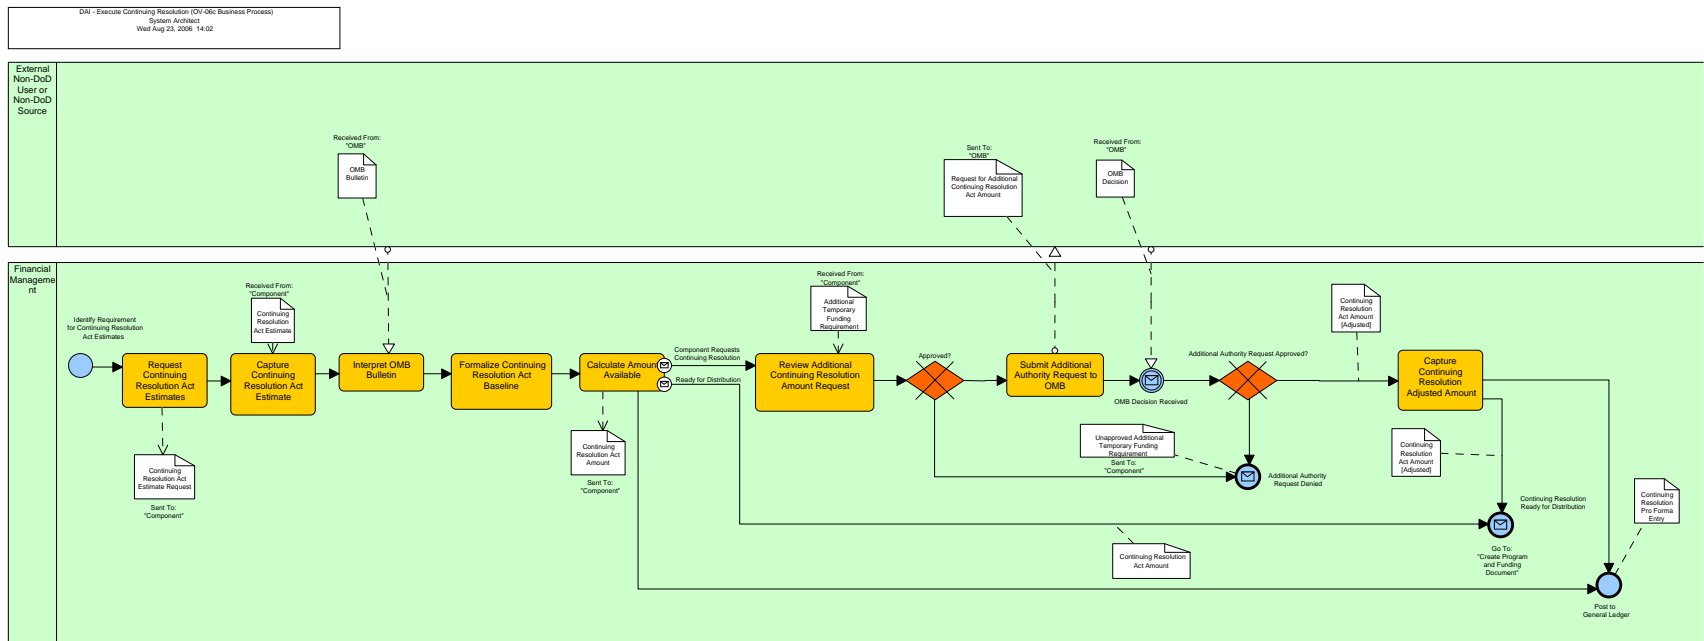 DAI - Execute Continuing Resolution (OV-06c Business Process)
System Architect
Wed Aug 23, 2006 14:02
External
Non-DoD
User or
Non-DoD
Source
Received From:
"OMB"
OMB
Bulletin
Sent To:
"OMB"
Request for Additional
Continuing Resolution
Act Amount
Received From:
"OMB"
OMB
Decision
Financial
Manageme
nt
Identify Requirement
for Continuing Resolution
Act Estimates
Request
Continuing
Resolution Act
Estimates
Continuing
Resolution Act
Estimate Request
Sent To:
"Component"
Received From:
"Component"
Continuing
Resolution
Act Estimate
Capture
Continuing
Resolution Act
Estimate
Interpret OMB
Bulletin
Formalize Continuing
Resolution Act
Baseline
Calculate Amount
Available
Continuing
Resolution Act
Amount
Sent To:
"Component"
Component Requests
Continuing Resolution
Ready for Distribution
Received From:
"Component"
Additional
Temporary
Funding
Requirement
Review Additional
Continuing Resolution
Amount Request
Approved?
Submit Additional
Authority Request to
OMB
OMB Decision Received
Additional Authority Request Approved?
Unapproved Additional
Temporary Funding
Requirement
Sent To:
"Component"
Additional Authority
Request Denied
Continuing
Resolution
Act Amount
[Adjusted]
Capture
Continuing
Resolution
Adjusted Amount
Continuing
Resolution
Act Amount
[Adjusted]
Continuing Resolution
Ready for Distribution
Go To:
"Create Program
and Funding
Document"
Continuing Resolution
Act Amount
Continuing
Resolution
Pro Forma
Entry
Post to
General Ledger